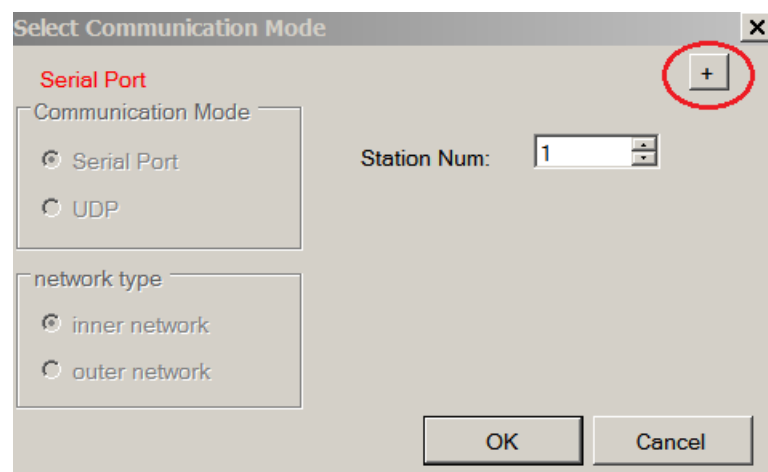 Select Communication Mode
+
Serial Port
Communication Mode
Serial Port
UDP
Station Num: 1
network type
inner network
outer network
OK Cancel